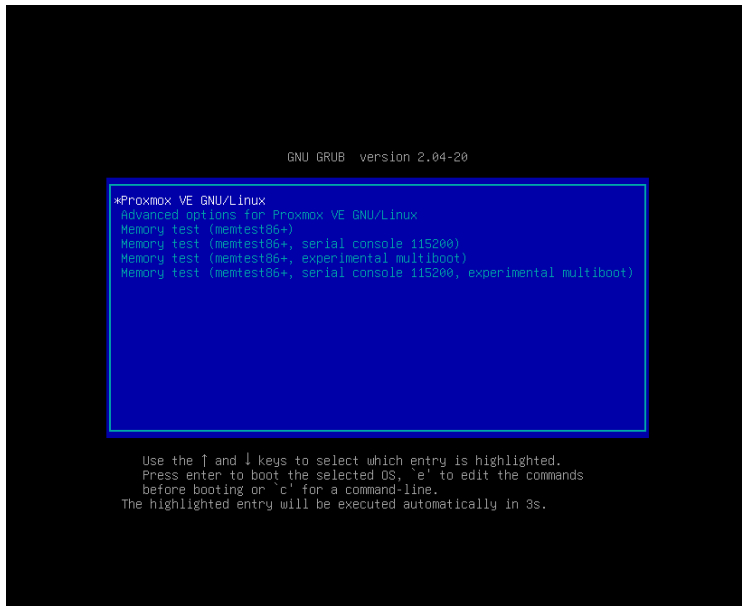 GNU GRUB  version 2.04-20
*Proxmox VE GNU/Linux
Advanced options for Proxmox VE GNU/Linux
Memory test (memtest86+)
Memory test (memtest86+, serial console 115200)
Memory test (memtest86+, experimental multiboot)
Memory test (memtest86+, serial console 115200, experimental multiboot)
Use the ↑ and ↓ keys to select which entry is highlighted.
Press enter to boot the selected OS, `e' to edit the commands
before booting or `c' for a command-line.
The highlighted entry will be executed automatically in 3s.